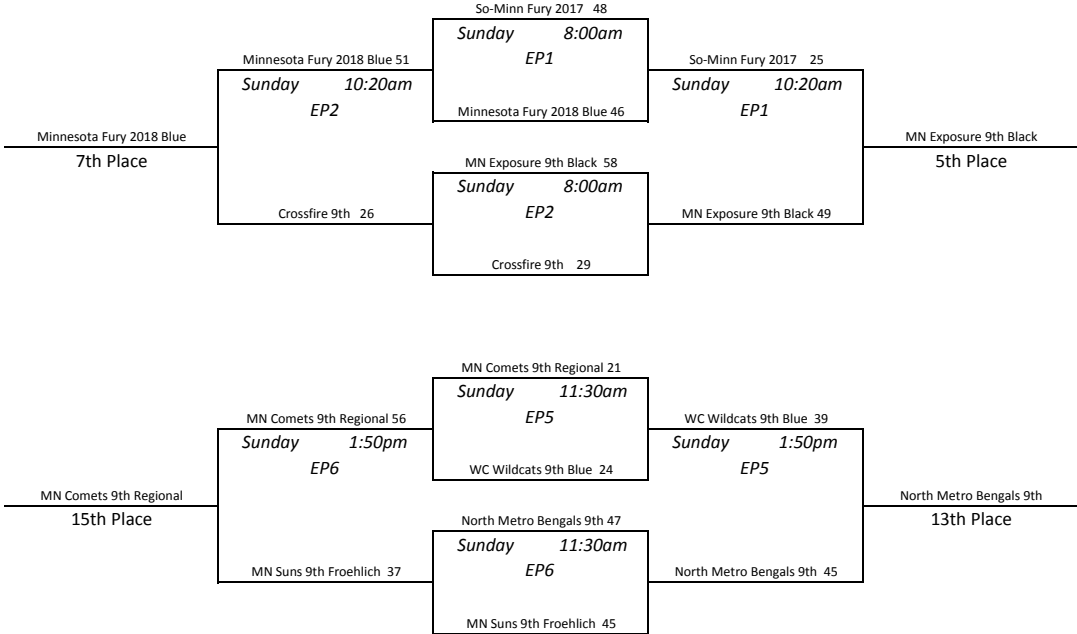 So-Minn Fury 2017 48
Sunday 8:00am
EP1
Minnesota Fury 2018 Blue 51
So-Minn Fury 2017 25
Sunday 10:20am
EP2
Minnesota Fury 2018 Blue 46
Sunday 10:20am
EP1
Minnesota Fury 2018 Blue
7th Place
MN Exposure 9th Black
5th Place
MN Exposure 9th Black 58
Sunday 8:00am
EP2
Crossfire 9th 26
MN Exposure 9th Black 49
Crossfire 9th 29
MN Comets 9th Regional 21
Sunday 11:30am
EP5
MN Comets 9th Regional 56
WC Wildcats 9th Blue 39
Sunday 1:50pm
EP6
WC Wildcats 9th Blue 24
Sunday 1:50pm
EP5
MN Comets 9th Regional
15th Place
North Metro Bengals 9th
13th Place
North Metro Bengals 9th 47
Sunday 11:30am
EP6
MN Suns 9th Froehlich 37
North Metro Bengals 9th 45
MN Suns 9th Froehlich 45